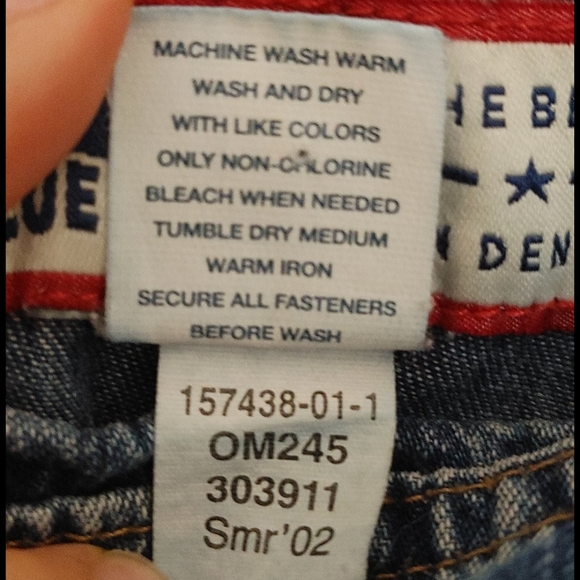 MACHINE WASH WARM
WASH AND DRY
WITH LIKE COLORS
ONLY NON-CHLORINE
BLEACH WHEN NEEDED
TUMBLE DRY MEDIUM
WARM IRON
SECURE ALL FASTENERS
BEFORE WASH
157438-01-1
OM245
303911
Smr'02